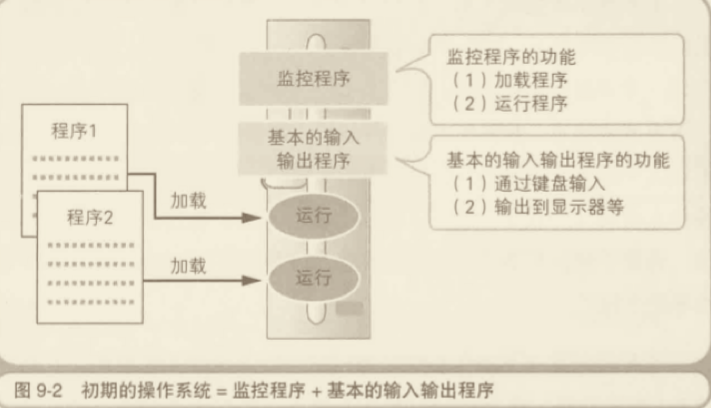 监控程序
监控程序的功能
（1）加载程序
（2）运行程序
程序1
基本的输入
输出程序
基本的输入输出程序的功能
（1）通过键盘输入
（2）输出到显示器等
加载
运行
程序2
加载
运行
图 9-2 初期的操作系统 = 监控程序 + 基本的输入输出程序